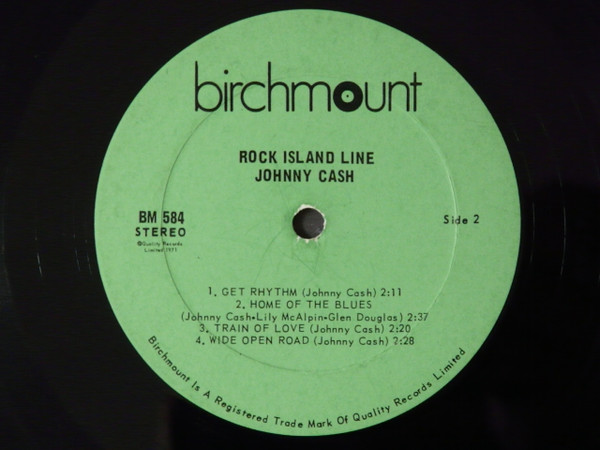 birchmount
ROCK ISLAND LINE
JOHNNY CASH
BM 584
STEREO
©Quality Records
Limited 1971
Side 2
1. GET RHYTHM (Johnny Cash) 2:11
2. HOME OF THE BLUES
(Johnny Cash•Lily McAlpin•Glen Douglas) 2:37
3. TRAIN OF LOVE (Johnny Cash) 2:20
4. WIDE OPEN ROAD (Johnny Cash) 2:28
Birchmount Is A Registered Trade Mark Of Quality Records Limited